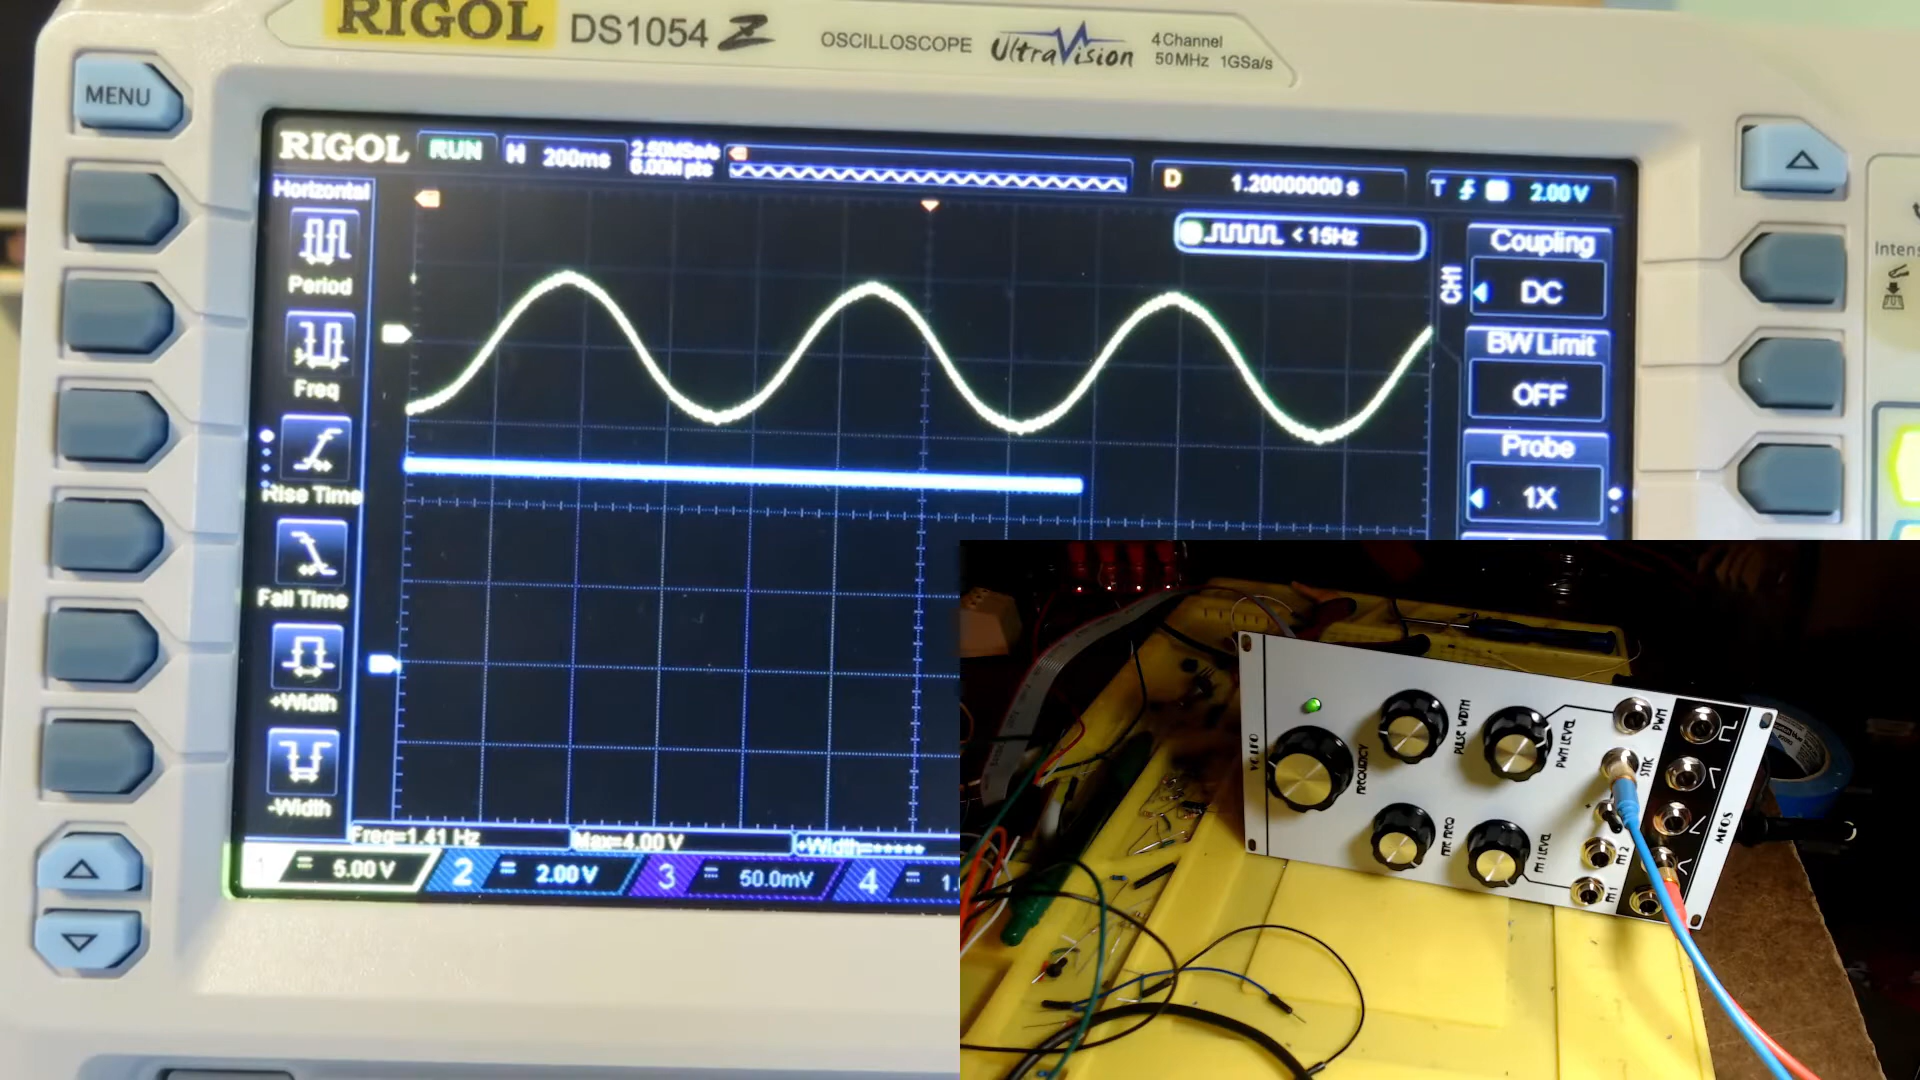 RIGOL DS1054 Z OSCILLOSCOPE UltraVision 4 Channel
50MHz 1GSa/s
MENU
RIGOL RUN H 200ms 2.50MSa/s
6.00M pts
D 1.20000000 s
T 2.00 V
Horizontal
Period
Freq
Rise Time
Fall Time
+Width
-Width
< 15Hz
CH1
Coupling
DC
BW Limit
OFF
Probe
1X
Intens
Freq=1.41 Hz
Max=4.00 V
+Width=*****
1 = 5.00 V
2 = 2.00 V
3 = 50.0mV
4 = 1.
VCLFO
FREQUENCY
PULSE WIDTH
PWM LEVEL
PWM
SYNC
FINE FREQ
FM 1 LEVEL
FM 2
FM 1
MFOS